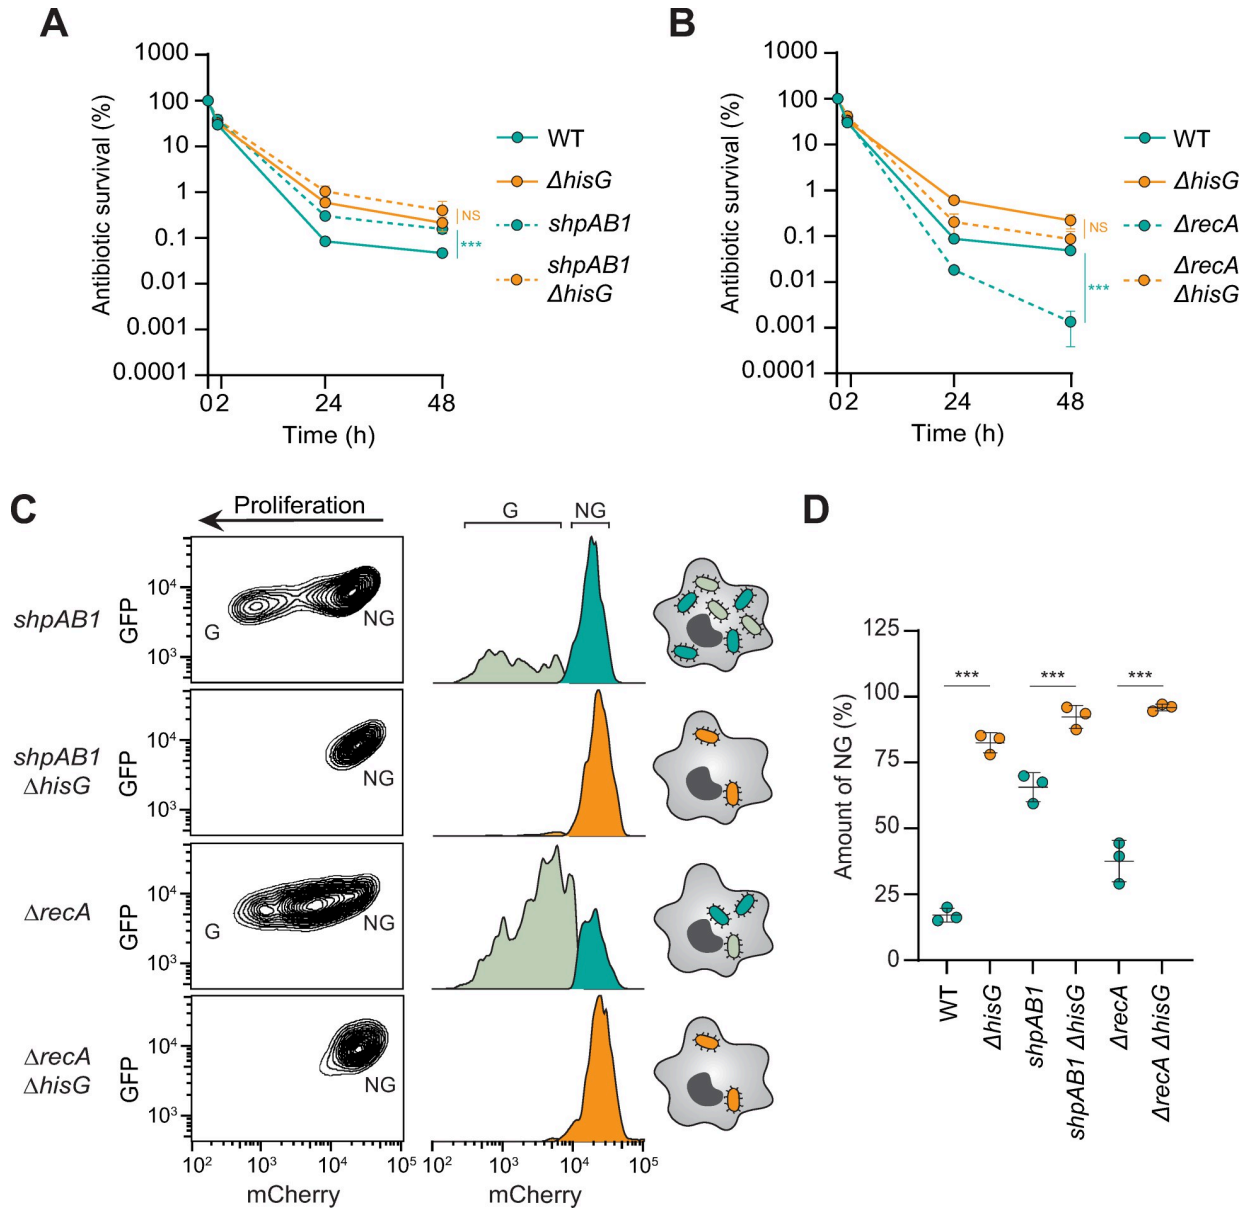 A
1000
100
10
1
0.1
0.01
0.001
0.0001
Antibiotic survival (%)
02
24
48
Time (h)
NS
***
WT
ΔhisG
shpAB1
shpAB1
ΔhisG
B
1000
100
10
1
0.1
0.01
0.001
0.0001
Antibiotic survival (%)
02
24
48
Time (h)
NS
***
WT
ΔhisG
ΔrecA
ΔrecA
ΔhisG
C
Proliferation
G
NG
shpAB1
GFP
10⁴
10³
G
NG
shpAB1
ΔhisG
GFP
10⁴
10³
NG
ΔrecA
GFP
10⁴
10³
G
NG
ΔrecA
ΔhisG
GFP
10⁴
10³
NG
10² 10³ 10⁴ 10⁵
mCherry
10² 10³ 10⁴ 10⁵
mCherry
D
125
100
75
50
25
0
Amount of NG (%)
*** *** ***
WT
ΔhisG
shpAB1
shpAB1 ΔhisG
ΔrecA
ΔrecA ΔhisG